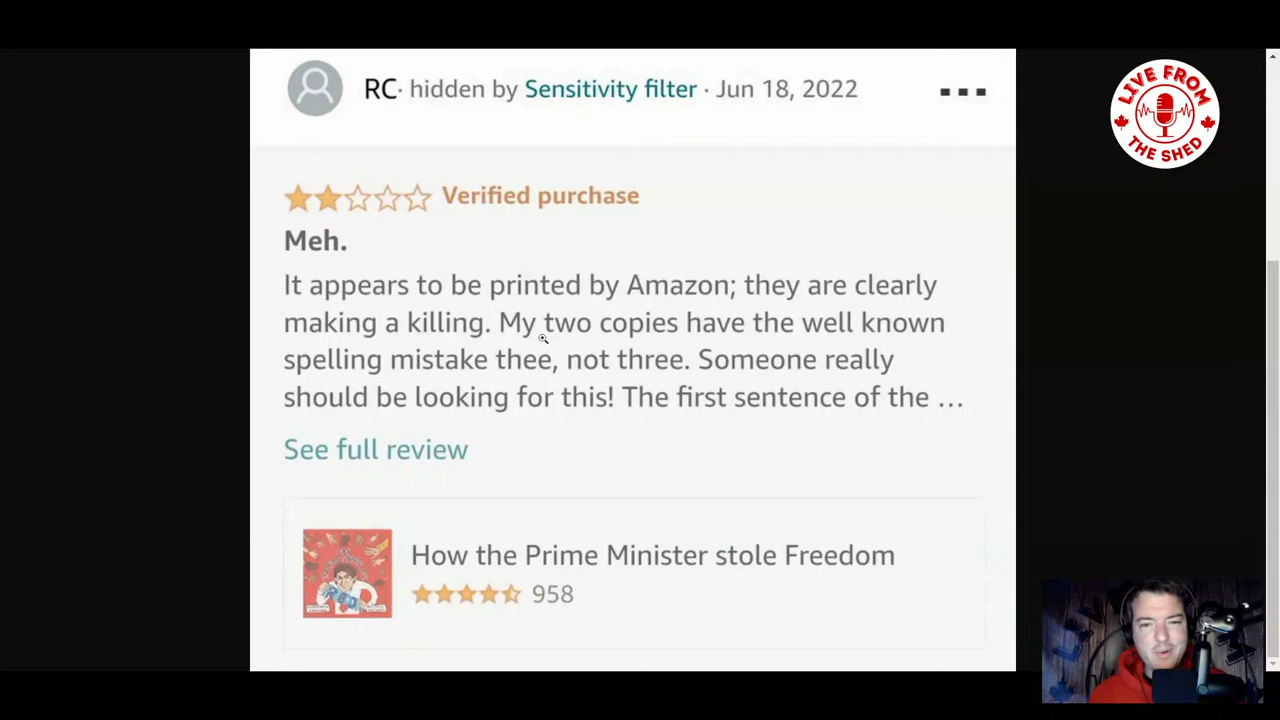 RC· hidden by Sensitivity filter · Jun 18, 2022
LIVE FROM
THE SHED
Verified purchase
Meh.
It appears to be printed by Amazon; they are clearly
making a killing. My two copies have the well known
spelling mistake thee, not three. Someone really
should be looking for this! The first sentence of the ...
See full review
How the Prime Minister stole Freedom
958